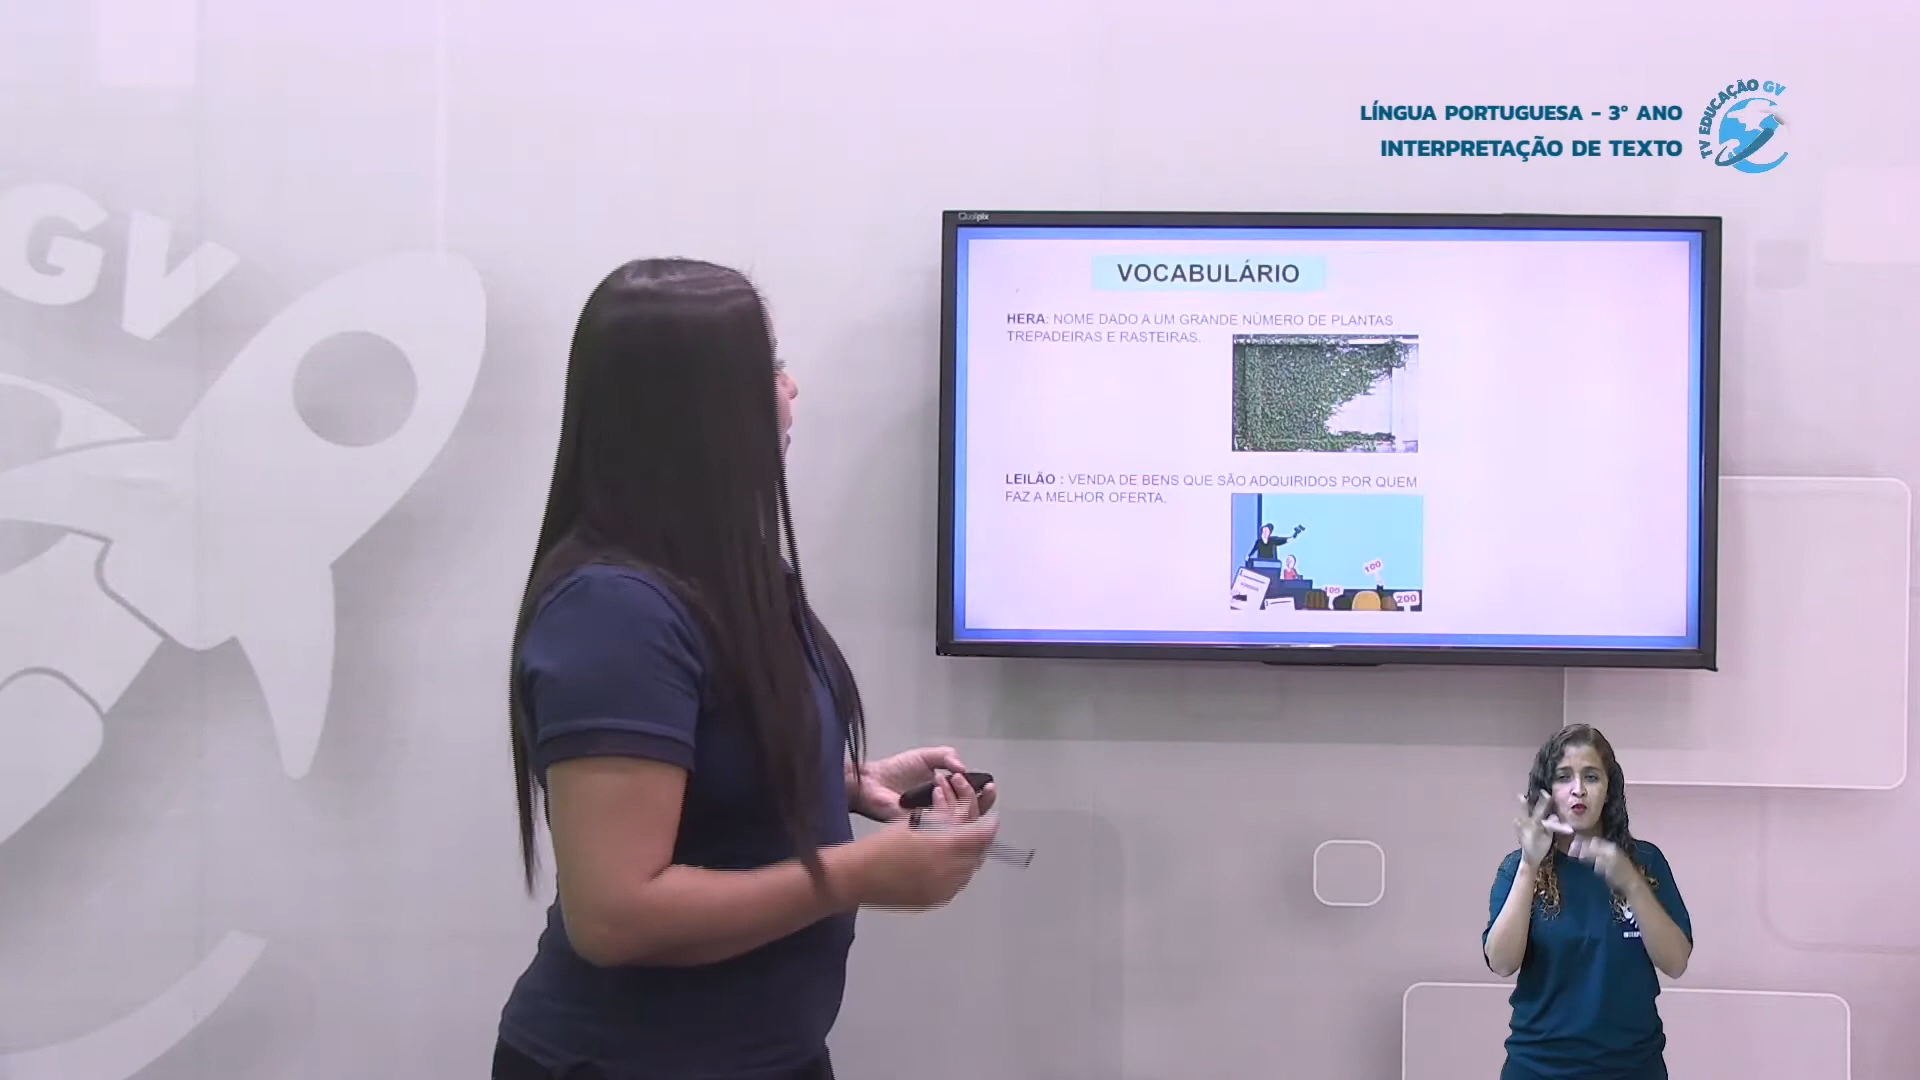 LÍNGUA PORTUGUESA - 3° ANO
INTERPRETAÇÃO DE TEXTO
TV EDUCAÇÃO GV
GV
Qualipix
VOCABULÁRIO
HERA: NOME DADO A UM GRANDE NÚMERO DE PLANTAS
TREPADEIRAS E RASTEIRAS.
LEILÃO : VENDA DE BENS QUE SÃO ADQUIRIDOS POR QUEM
FAZ A MELHOR OFERTA.
100
100
200